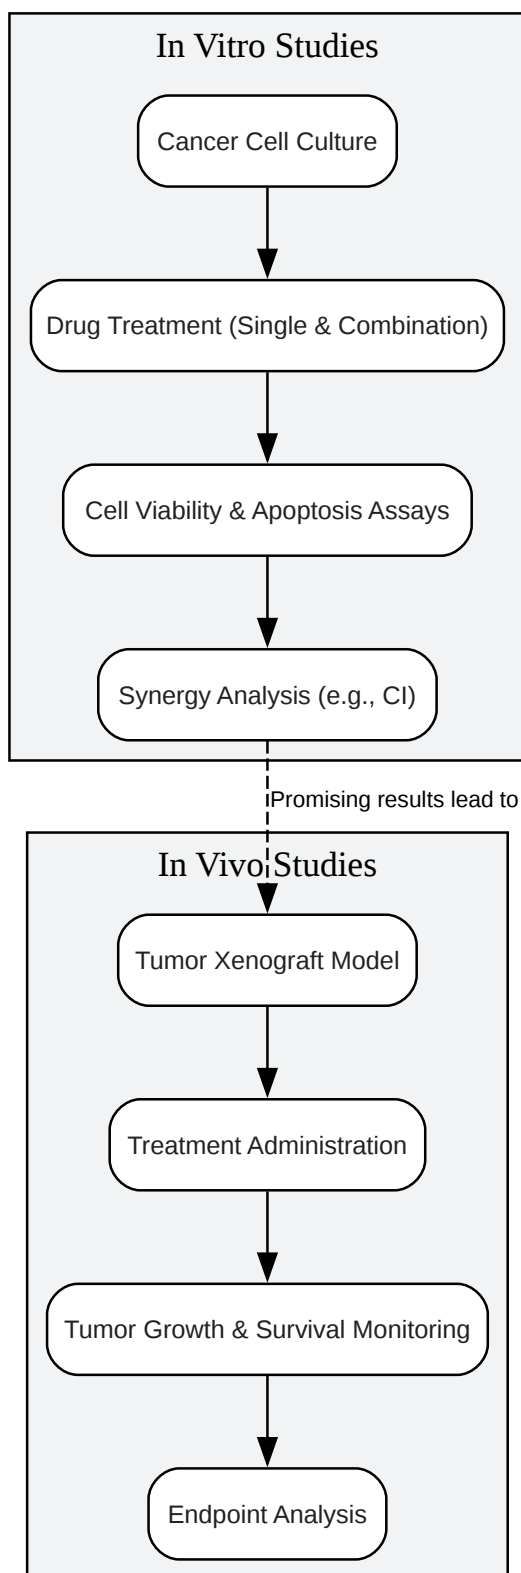 In Vitro Studies
Cancer Cell Culture
Drug Treatment (Single & Combination)
Cell Viability & Apoptosis Assays
Synergy Analysis (e.g., CI)
Promising results lead to
In Vivo Studies
Tumor Xenograft Model
Treatment Administration
Tumor Growth & Survival Monitoring
Endpoint Analysis